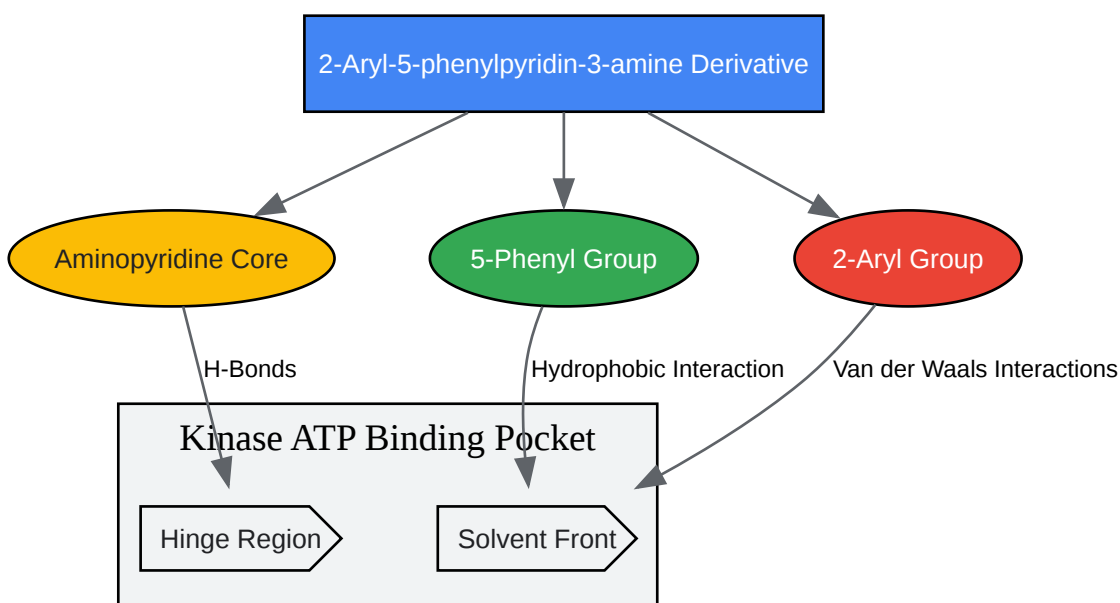 2-Aryl-5-phenylpyridin-3-amine Derivative
Aminopyridine Core
5-Phenyl Group
2-Aryl Group
H-Bonds
Hydrophobic Interaction
Van der Waals Interactions
Kinase ATP Binding Pocket
Hinge Region
Solvent Front